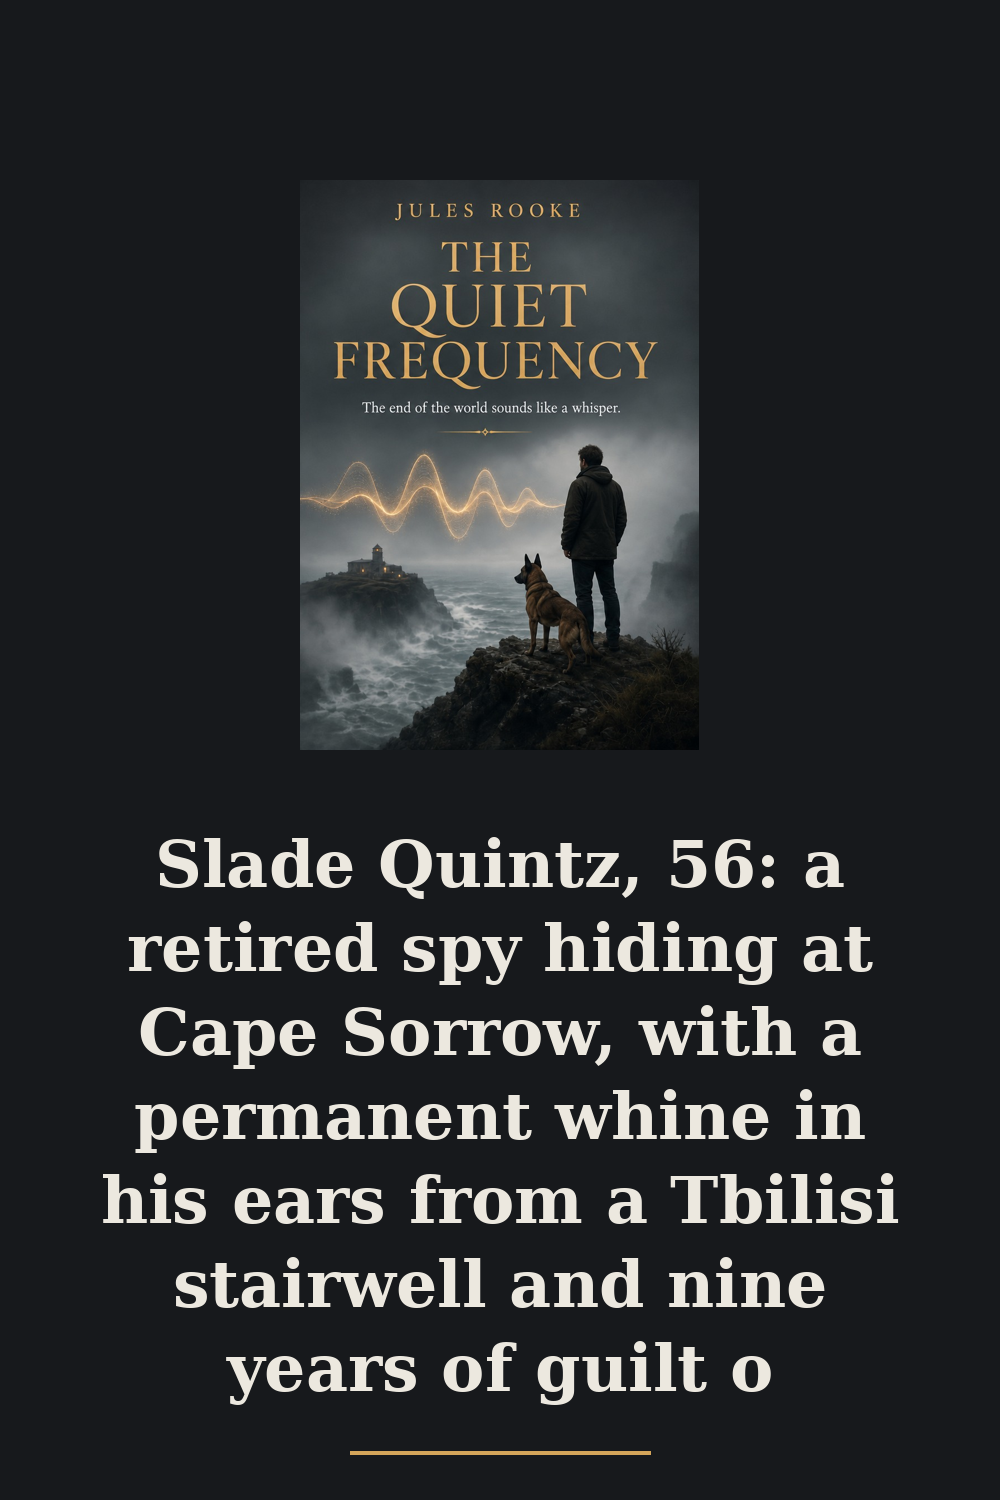 JULES ROOKE
THE
QUIET
FREQUENCY
The end of the world sounds like a whisper.
Slade Quintz, 56: a
retired spy hiding at
Cape Sorrow, with a
permanent whine in
his ears from a Tbilisi
stairwell and nine
years of guilt o